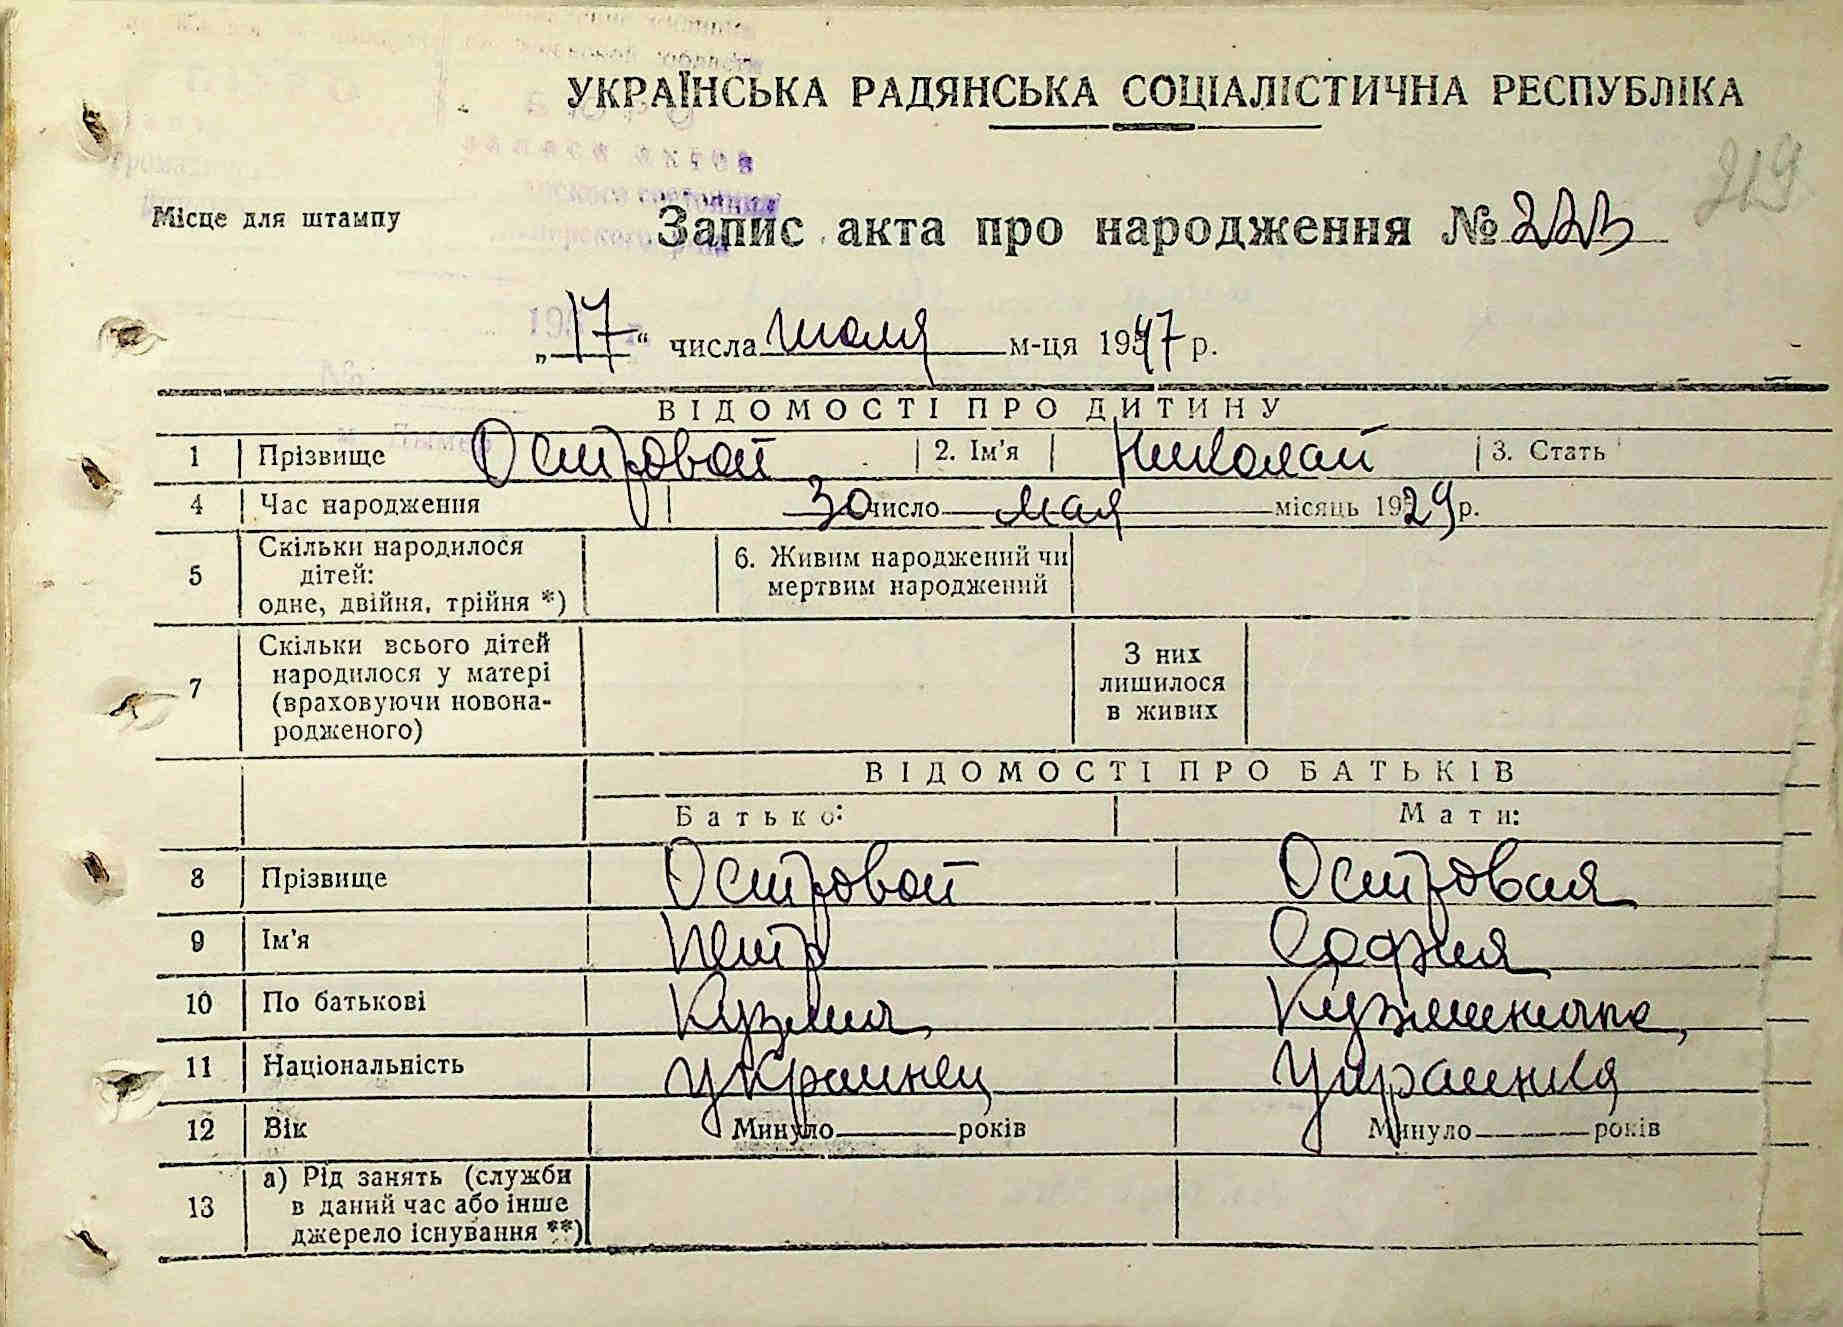 УКРАЇНСЬКА РАДЯНСЬКА СОЦІАЛІСТИЧНА РЕСПУБЛІКА
219
Місце для штампу
Запис акта про народження № 223
„17“ числа июля м-ця 1947 р.
ВІДОМОСТІ ПРО ДИТИНУ
1 Прізвище Островой 2. Ім'я Николай 3. Стать
4 Час народження 30 число мая місяць 1929 р.
5 Скільки народилося дітей: одне, двійня, трійня *) 6. Живим народжений чи мертвим народжений
7 Скільки всього дітей народилося у матері (враховуючи новонародженого) З них лишилося в живих
ВІДОМОСТІ ПРО БАТЬКІВ
Батько: Мати:
8 Прізвище Островой Островая
9 Ім'я Петр София
10 По батькові Кузьмич
11 Національність Украинец Украинка
12 Вік Минуло років Минуло років
13 а) Рід занять (служби в даний час або інше джерело існування **)